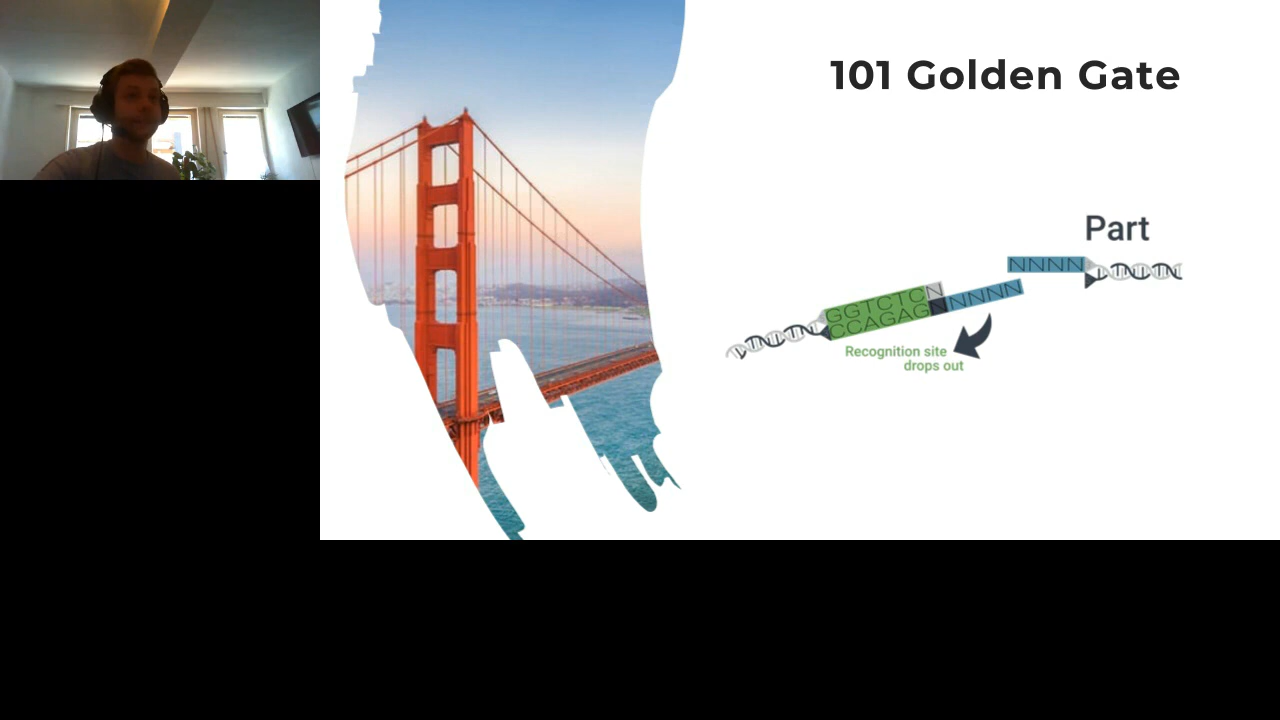 101 Golden Gate
Part
NNNN
GGTCTCN
CCAGAGNNNNN
Recognition site
drops out